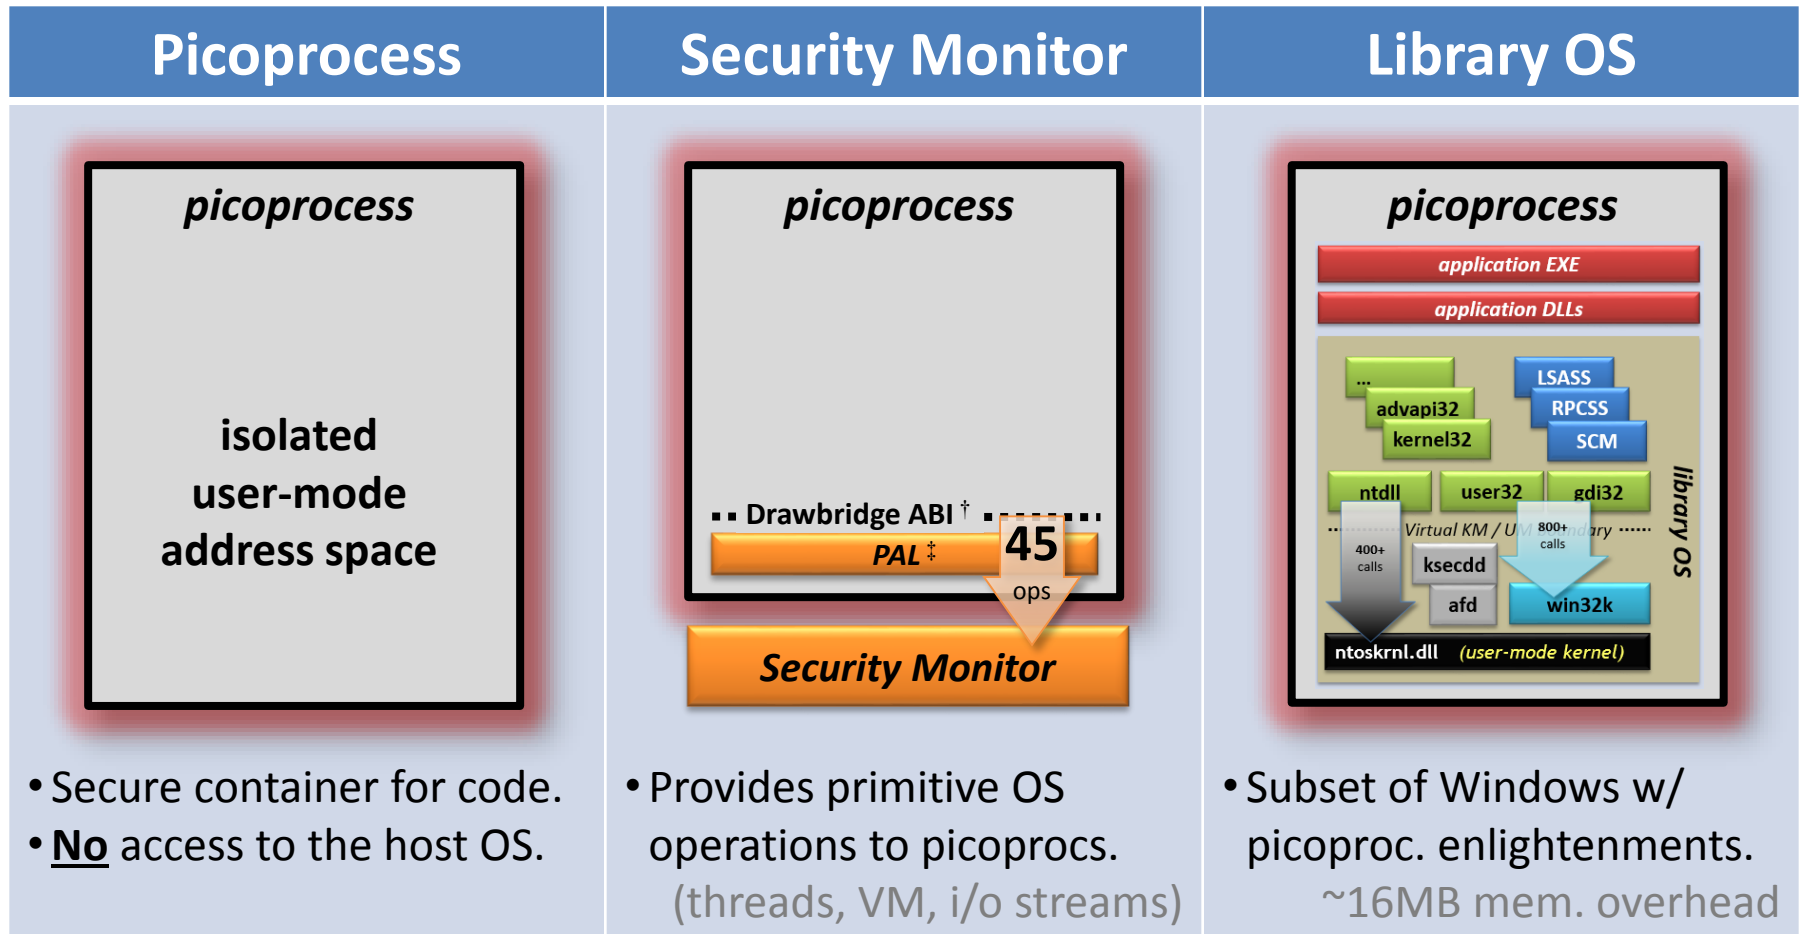 Picoprocess
Security Monitor
Library OS
picoprocess
isolated
user-mode
address space
• Secure container for code.
• No access to the host OS.
picoprocess
Drawbridge ABI †
PAL ‡
45
ops
Security Monitor
• Provides primitive OS
operations to picoprocs.
(threads, VM, i/o streams)
picoprocess
application EXE
application DLLs
...
advapi32
kernel32
LSASS
RPCSS
SCM
ntdll
user32
gdi32
library OS
Virtual KM / UM Boundary
400+
calls
800+
calls
ksecdd
afd
win32k
ntoskrnl.dll (user-mode kernel)
• Subset of Windows w/
picoproc. enlightenments.
~16MB mem. overhead